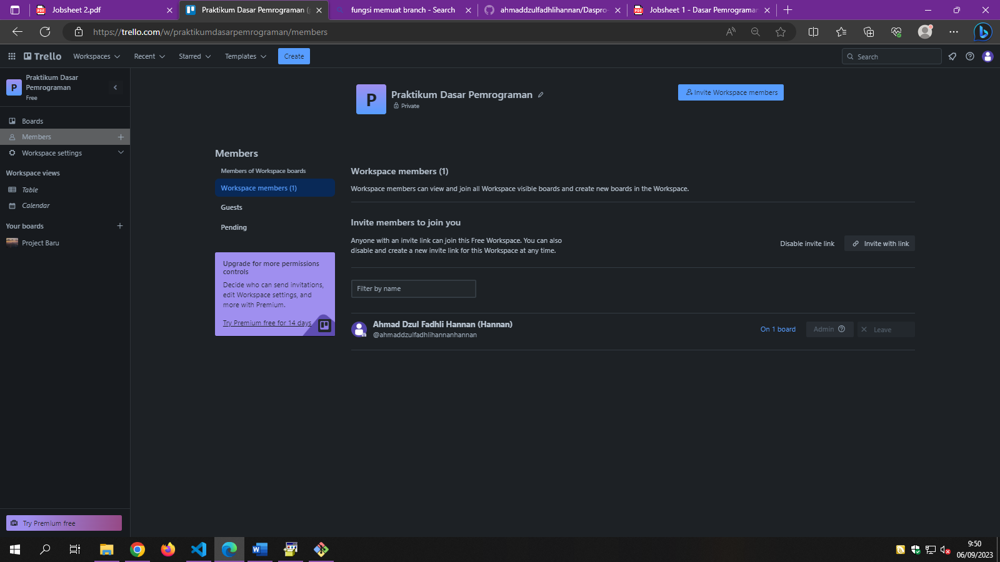 Jobsheet 2.pdf
Praktikum Dasar Pemrograman (
fungsi memuat branch - Search
ahmaddzulfadhlihannan/Daspro-
Jobsheet 1 - Dasar Pemrograman
https://trello.com/w/praktikumdasarpemrograman/members
Trello
Workspaces
Recent
Starred
Templates
Create
Search
P
Praktikum Dasar
Pemrograman
Free
Boards
Members
Workspace settings
Workspace views
Table
Calendar
Your boards
Project Baru
Try Premium free
P
Praktikum Dasar Pemrograman
Private
Invite Workspace members
Members
Members of Workspace boards
Workspace members (1)
Guests
Pending
Upgrade for more permissions
controls
Decide who can send invitations,
edit Workspace settings, and
more with Premium.
Try Premium free for 14 days
Workspace members (1)
Workspace members can view and join all Workspace visible boards and create new boards in the Workspace.
Invite members to join you
Anyone with an invite link can join this Free Workspace. You can also
disable and create a new invite link for this Workspace at any time.
Disable invite link
Invite with link
Filter by name
Ahmad Dzul Fadhli Hannan (Hannan)
@ahmaddzulfadhlihannanhannan
On 1 board
Admin
Leave
9:50
06/09/2023